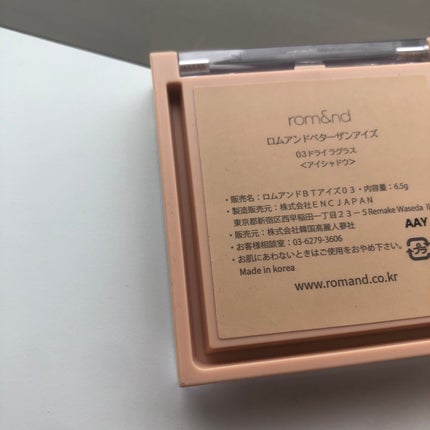 rom&nd
ロムアンドベターザンアイズ
03ドライラグラス
<アイシャドウ>
・販売名：ロムアンドBTアイズ03・内容量：6.5g
・製造販売元：株式会社ENCJAPAN
東京都新宿区西早稲田一丁目23－5 Remake Waseda
・販売元：株式会社韓国高麗人蔘社
・お客様相談室：03-6279-3606
・お肌にあわないときはご使用をおやめ下さい。
Made in korea
AAY
プラ
www.romand.co.kr